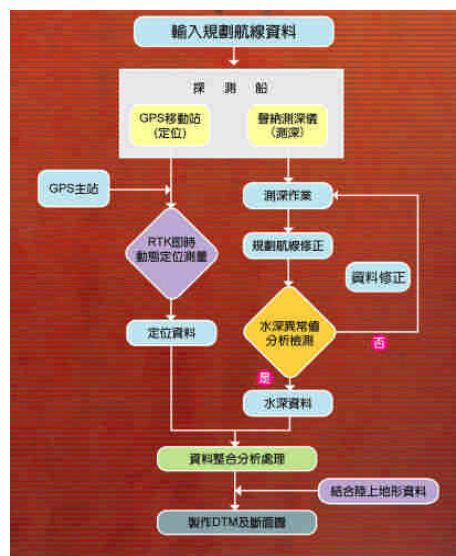 輸入規劃航線資料
探測船
GPS移動站
(定位)
聲納測深儀
(測深)
GPS主站
測深作業
RTK即時
動態定位測量
規劃航線修正
資料修正
定位資料
水深異常值
分析檢測
否
是
水深資料
資料整合分析處理
結合陸上地形資料
製作DTM及斷面圖